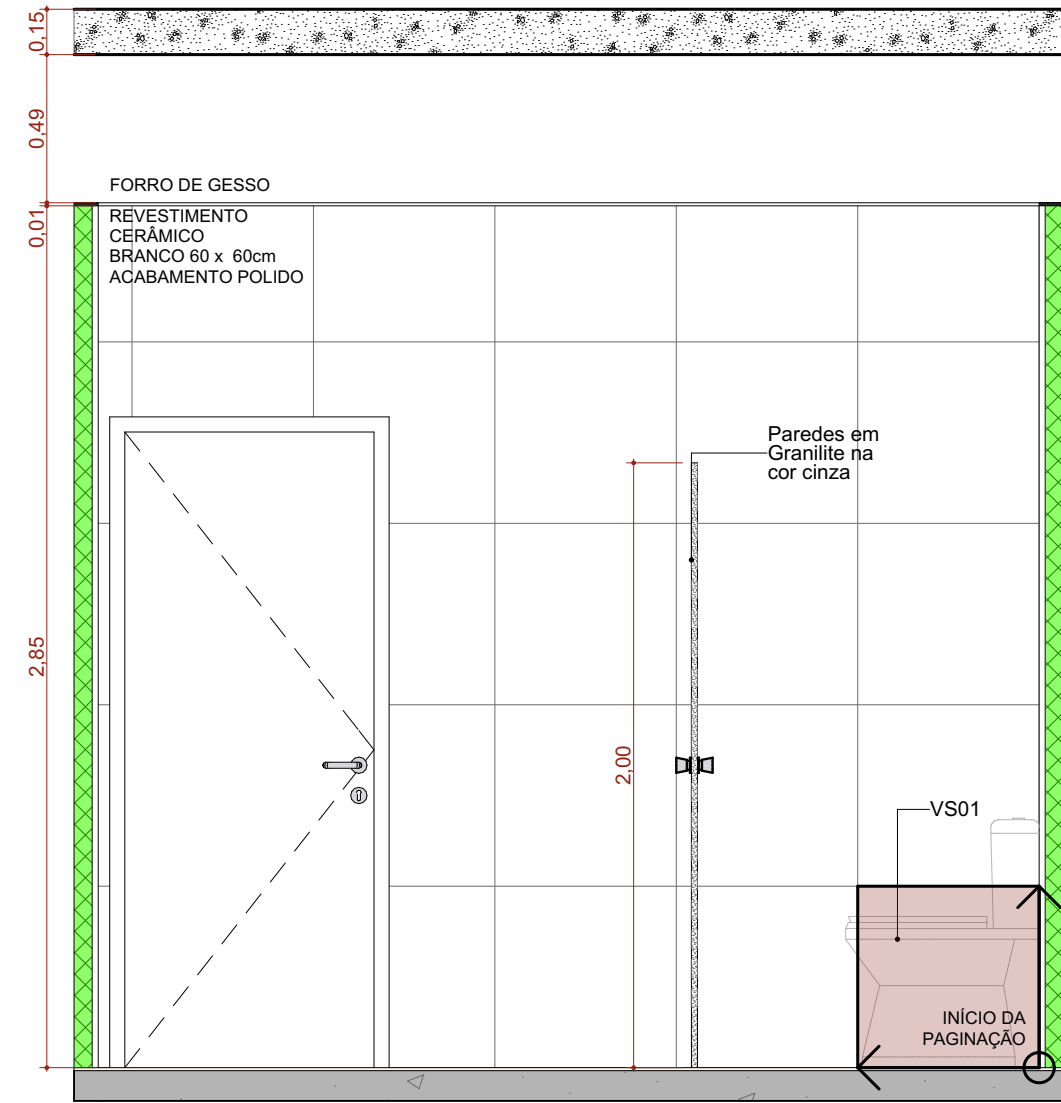 0,15
0,49
FORRO DE GESSO
0,01
REVESTIMENTO
CERÂMICO
BRANCO 60 x 60cm
ACABAMENTO POLIDO
Paredes em
Granilite na
cor cinza
2,85
2,00
VS01
INÍCIO DA
PAGINAÇÃO